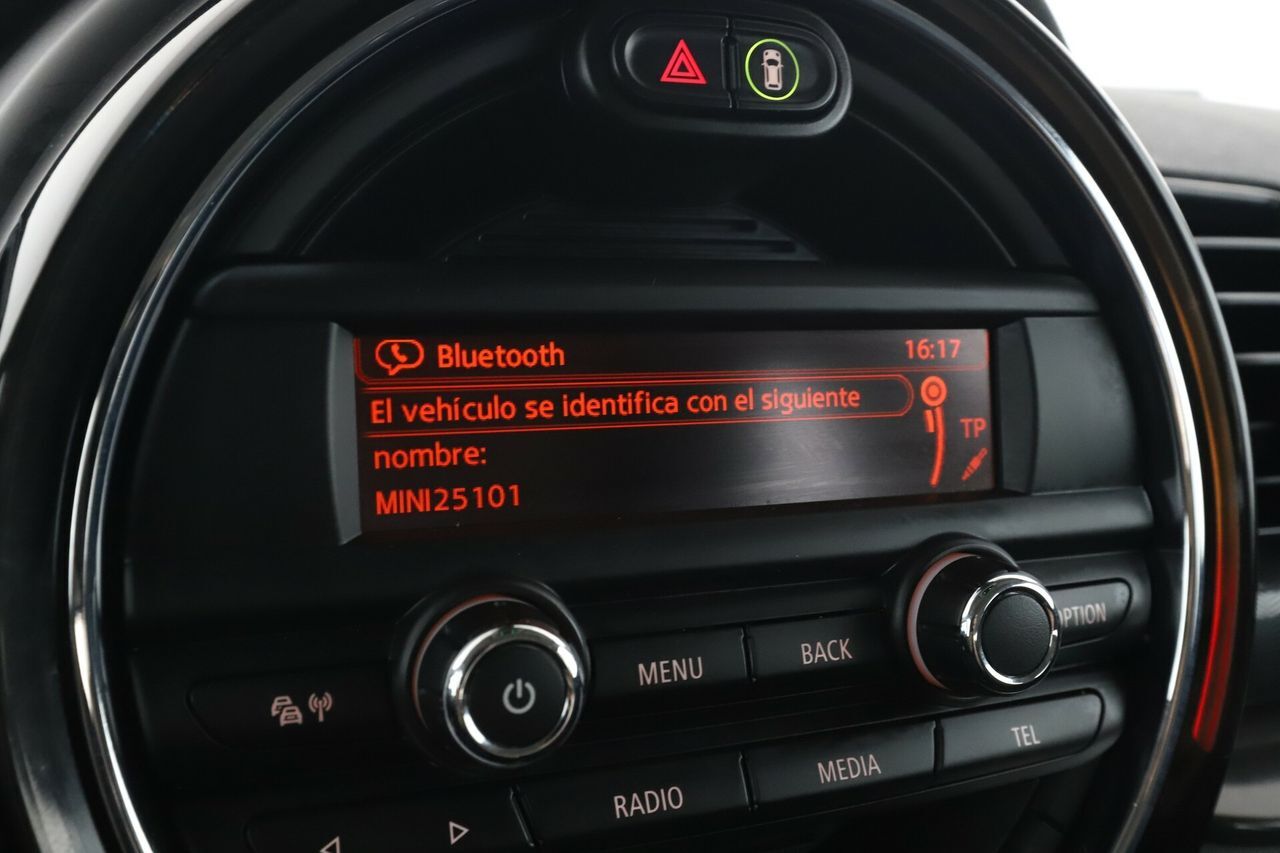 Bluetooth 16:17
El vehículo se identifica con el siguiente
nombre:
TP
MINI25101
MENU BACK OPTION
RADIO MEDIA TEL